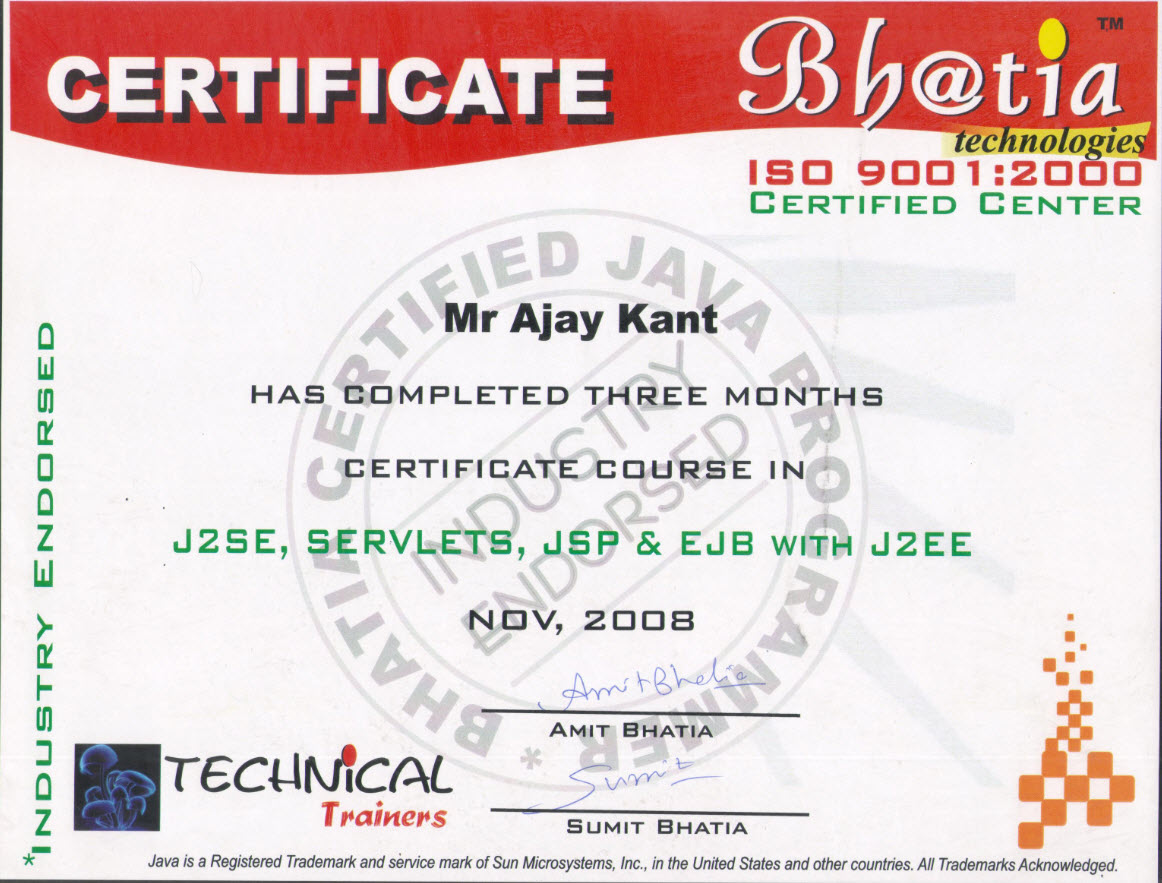 CERTIFICATE
Bh@tia TM
technologies
ISO 9001:2000
CERTIFIED CENTER
BHATIA CERTIFIED JAVA PROGRAMMER *
INDUSTRY
ENDORSED
Mr Ajay Kant
HAS COMPLETED THREE MONTHS
CERTIFICATE COURSE IN
J2SE, SERVLETS, JSP & EJB WITH J2EE
NOV, 2008
Amit Bhatia
AMIT BHATIA
Sumit
SUMIT BHATIA
*INDUSTRY ENDORSED
TECHNiCAL
Trainers
Java is a Registered Trademark and service mark of Sun Microsystems, Inc., in the United States and other countries. All Trademarks Acknowledged.